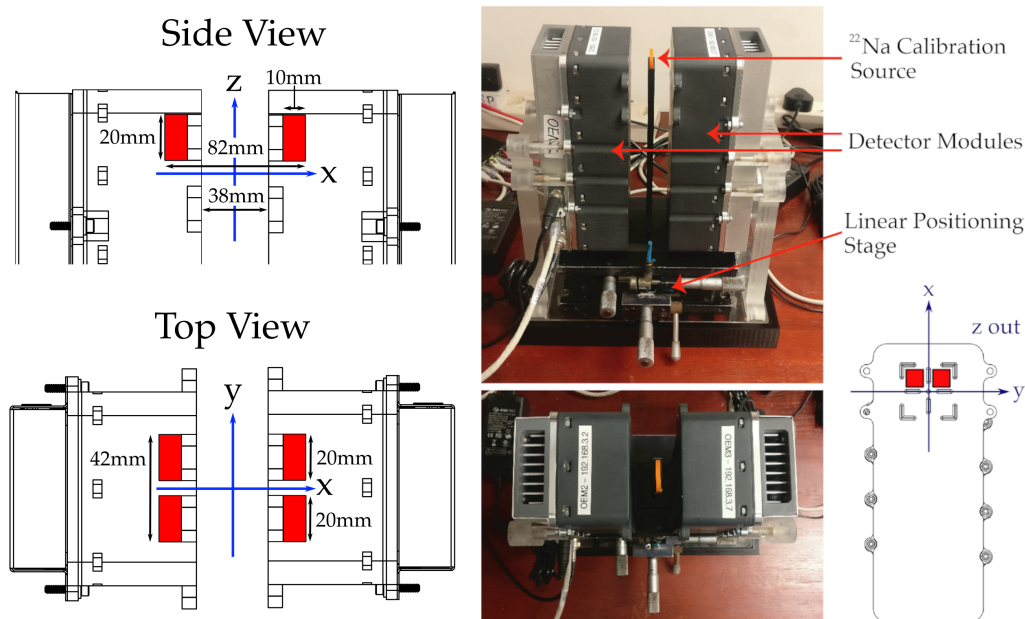 Side View
10mm
z
20mm
82mm
x
38mm
Top View
y
42mm
20mm
x
20mm
OEM2
²²Na Calibration
Source
Detector Modules
Linear Positioning
Stage
OEM2 - 192.168.3.2
OEM3 - 192.168.3.7
x
z out
y